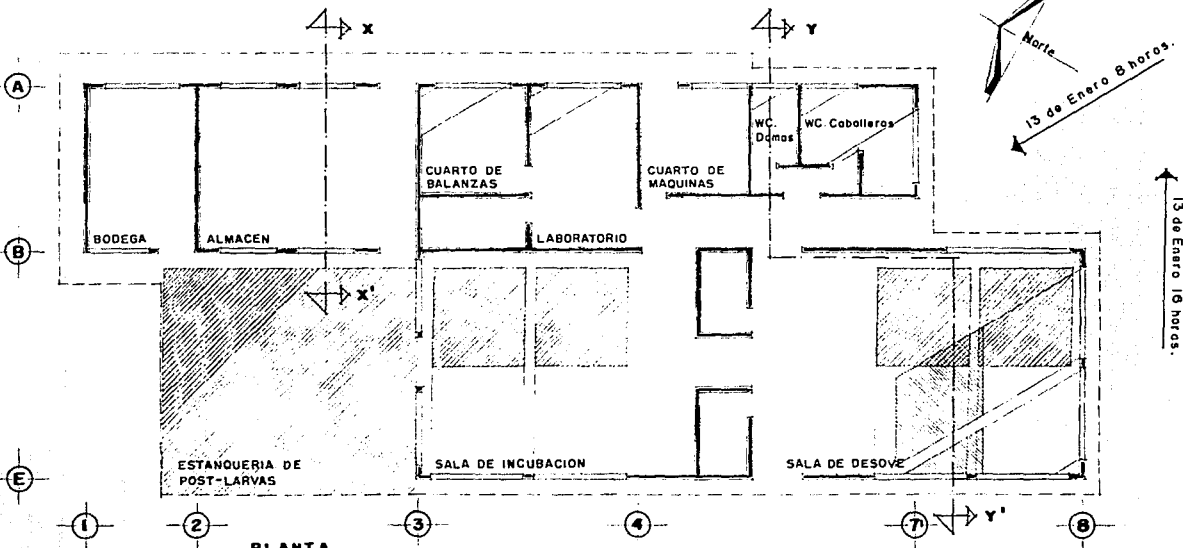 X
Y
Norte
13 de Enero 8 horas.
A
WC.
Damas
WC. Caballeros
CUARTO DE
BALANZAS
CUARTO DE
MAQUINAS
13 de Enero 16 horas.
B
BODEGA
ALMACEN
LABORATORIO
X'
ESTANQUERIA DE
POST-LARVAS
SALA DE INCUBACION
SALA DE DESOVE
E
1
2
3
4
7
8
Y'
PLANTA